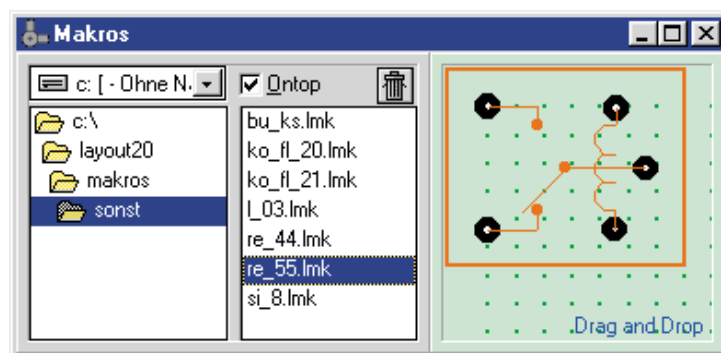 Makros
c: [ - Ohne N
Ontop
c:\
layout20
makros
sonst
bu_ks.lmk
ko_fl_20.lmk
ko_fl_21.lmk
l_03.lmk
re_44.lmk
re_55.lmk
si_8.lmk
Drag and Drop